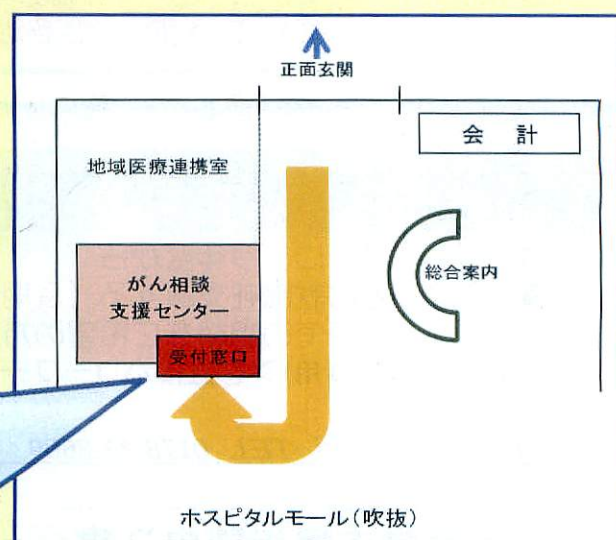 正面玄関
会 計
地域医療連携室
総合案内
がん相談
支援センター
受付窓口
ホスピタルモール(吹抜)